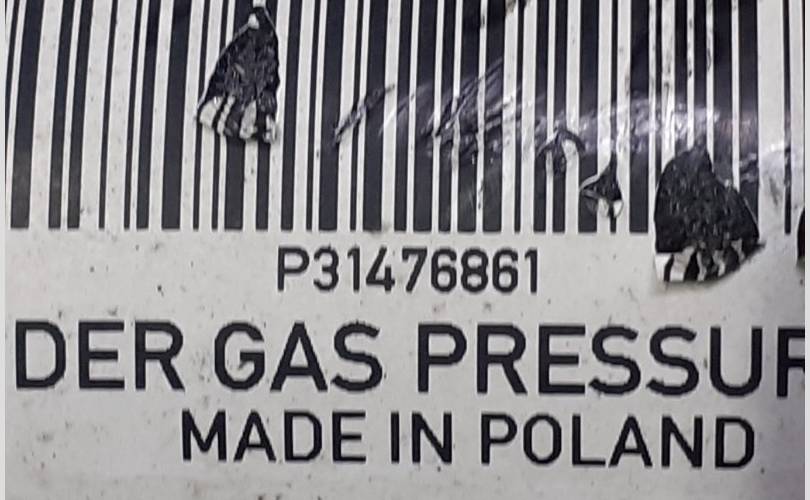 P31476861
DER GAS PRESSUR
MADE IN POLAND